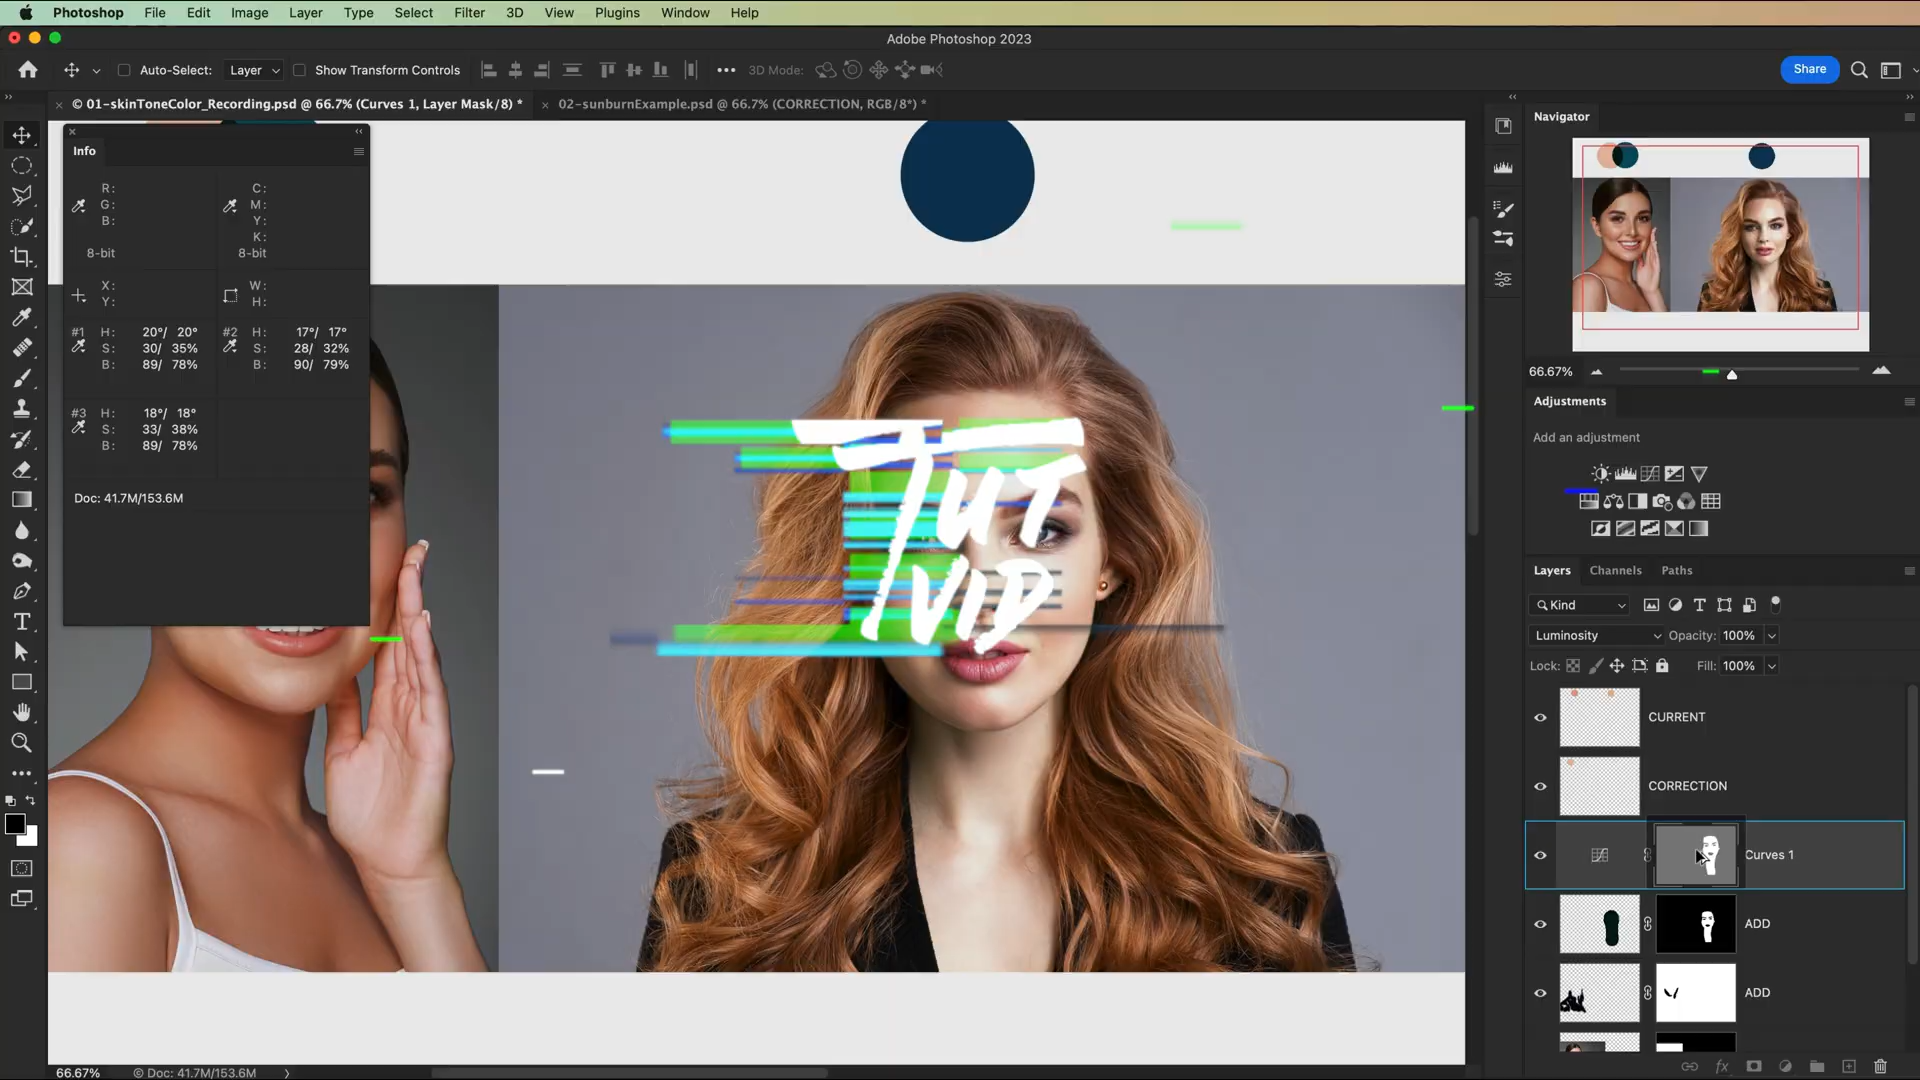 Photoshop File Edit Image Layer Type Select Filter 3D View Plugins Window Help
Adobe Photoshop 2023
Auto-Select: Layer Show Transform Controls 3D Mode: Share
© 01-skinToneColor_Recording.psd @ 66.7% (Curves 1, Layer Mask/8) * 02-sunburnExample.psd @ 66.7% (CORRECTION, RGB/8*) *
Info
R: C:
G: M:
B: Y:
K:
8-bit 8-bit
X: W:
Y: H:
#1 H: 20°/ 20° #2 H: 17°/ 17°
S: 30/ 35% S: 28/ 32%
B: 89/ 78% B: 90/ 79%
#3 H: 18°/ 18°
S: 33/ 38%
B: 89/ 78%
Doc: 41.7M/153.6M
TUT
VID
Navigator
66.67%
Adjustments
Add an adjustment
Layers Channels Paths
Kind
Luminosity Opacity: 100%
Lock: Fill: 100%
CURRENT
CORRECTION
Curves 1
ADD
ADD
66.67% © Doc: 41.7M/153.6M